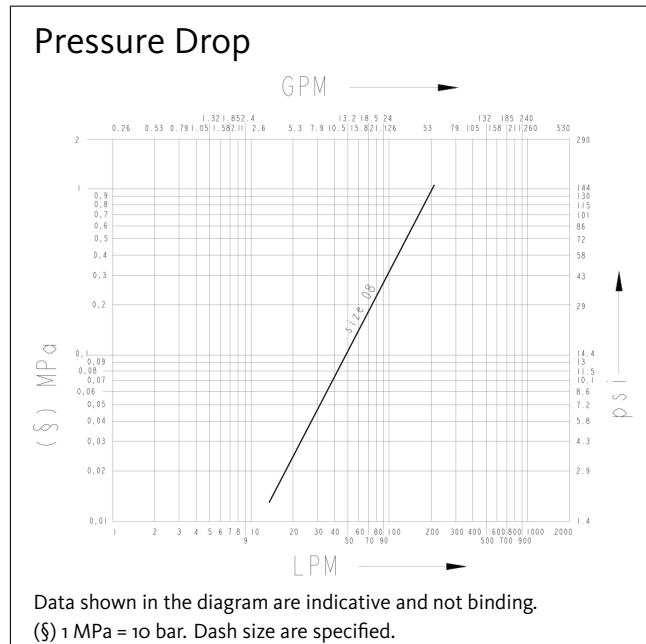 Pressure Drop
GPM
1.32 1.85 2.4 13.2 18.5 24 132 185 240
0.26 0.53 0.79 1.05 1.58 2.11 2.6 5.3 7.9 10.5 15.8 21.1 26 53 79 105 158 211 260 530
2 290
1 144
0,9 130
0,8 115
0,7 101
0,6 86
0,5 72
0,4 58
0,3 43
0,2 29
size 08
0,1 14.4
0,09 13
0,08 11.5
0,07 10.1
0,06 8.6
0,05 7.2
0,04 5.8
0,03 4.3
0,02 2.9
0,01 1.4
(§) MPa
psi
1 2 3 4 5 6 7 8 10 20 30 40 60 80 100 200 300 400 600 800 1000 2000
9 50 70 90 500 700 900
LPM
Data shown in the diagram are indicative and not binding.
(§) 1 MPa = 10 bar. Dash size are specified.